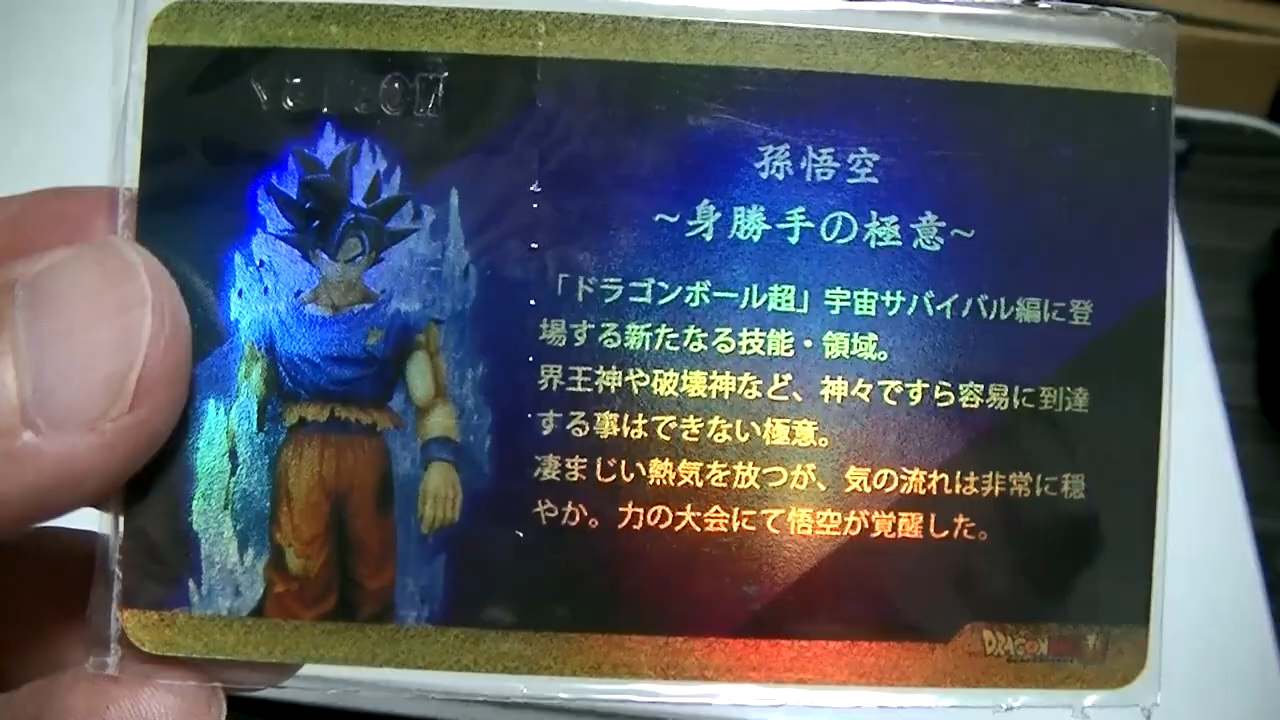 孫悟空
~身勝手の極意~
「ドラゴンボール超」宇宙サバイバル編に登
場する新たなる技能・領域。
界王神や破壊神など、神々ですら容易に到達
する事はできない極意。
凄まじい熱気を放つが、気の流れは非常に穏
やか。力の大会にて悟空が覚醒した。
DRAGON